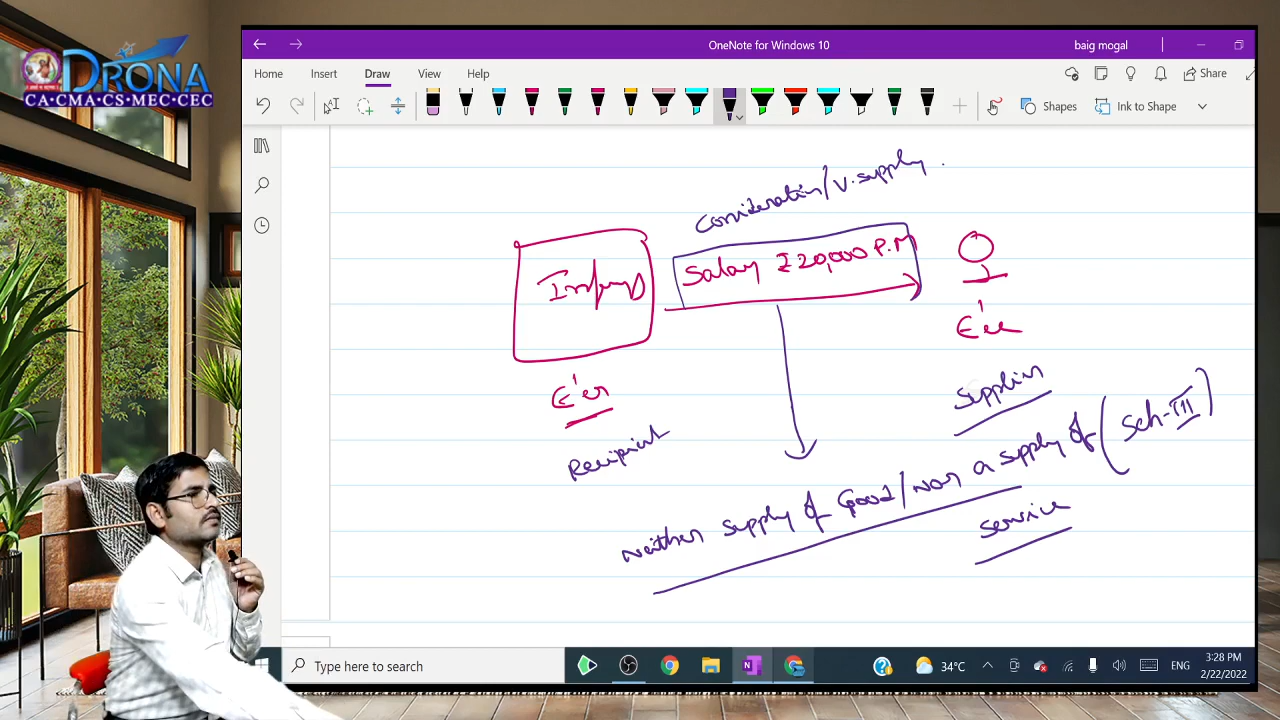 DRONA
CA•CMA•CS•MEC•CEC
OneNote for Windows 10
baig mogal
Home Insert Draw View Help
Share
Shapes
Ink to Shape
Consideration/V.supply.
Infosys
Salary ₹20,000 P.M
E'er
E'ee
Recipient
Supplier
Neither supply of Good/Nor a supply of (Sch-III)
Service
Type here to search
34°C
ENG
3:28 PM
2/22/2022